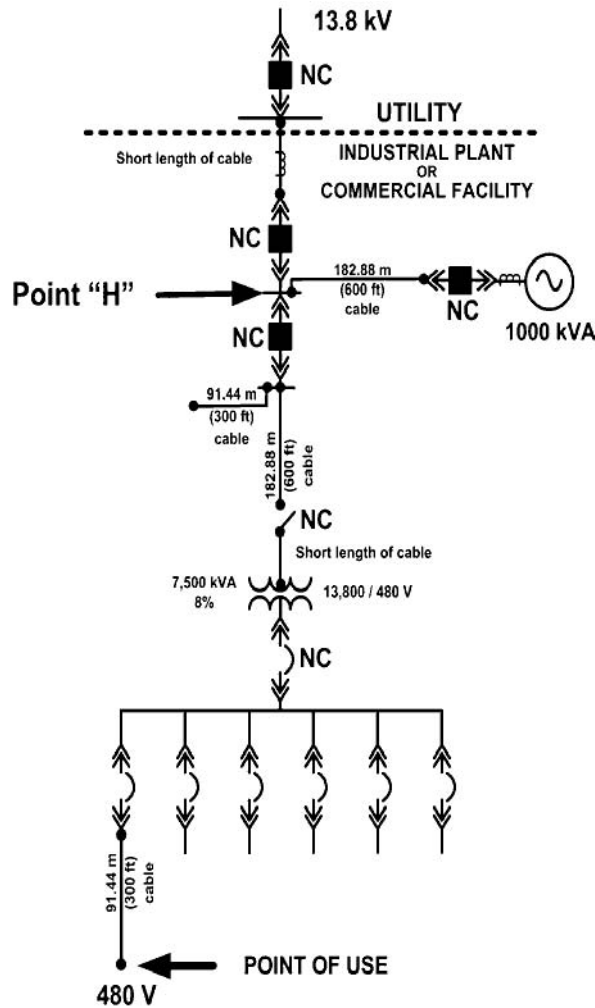 13.8 kV
NC
UTILITY
Short length of cable
INDUSTRIAL PLANT
OR
COMMERCIAL FACILITY
NC
182.88 m
(600 ft)
cable
NC
1000 kVA
Point “H”
NC
91.44 m
(300 ft)
cable
182.88 m
(600 ft)
cable
NC
Short length of cable
7,500 kVA
8%
13,800 / 480 V
NC
91.44 m
(300 ft)
cable
POINT OF USE
480 V